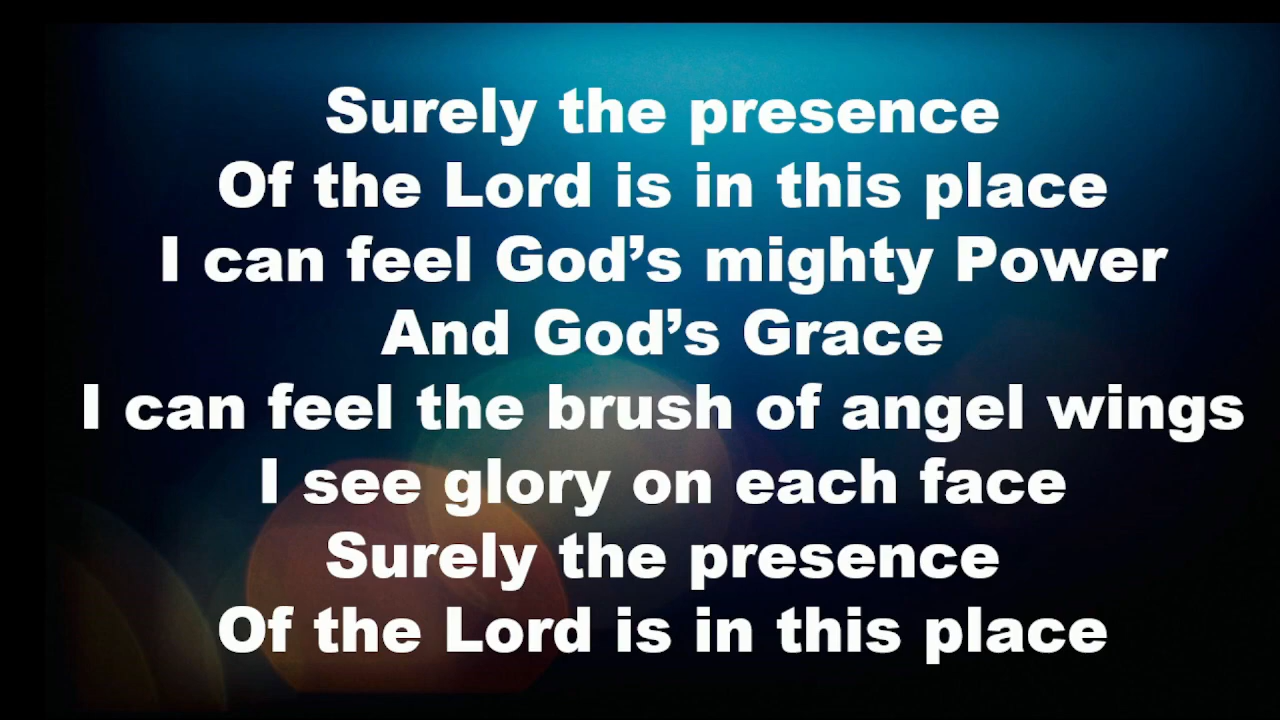 Surely the presence
Of the Lord is in this place
I can feel God’s mighty Power
And God’s Grace
I can feel the brush of angel wings
I see glory on each face
Surely the presence
Of the Lord is in this place